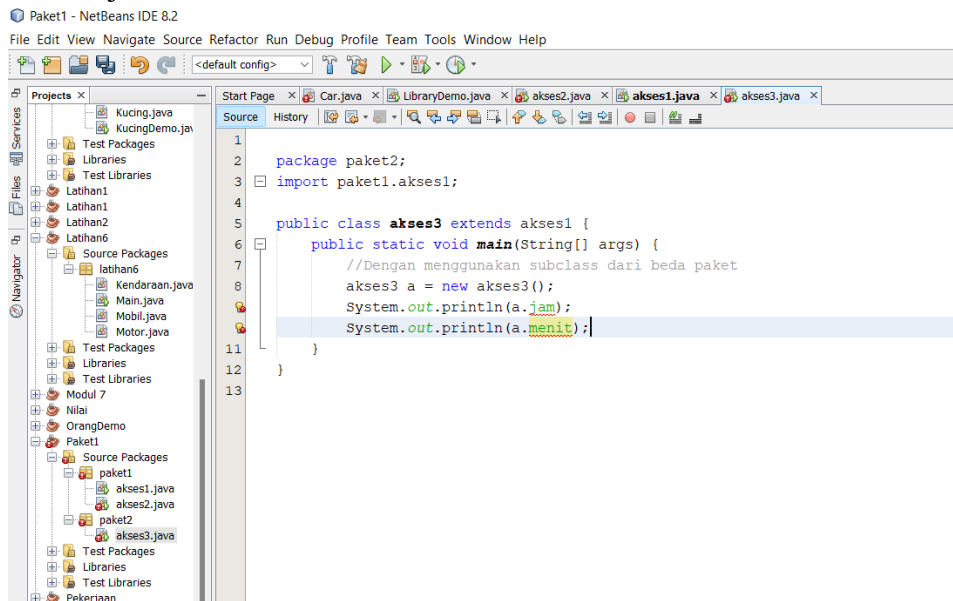 Paket1 - NetBeans IDE 8.2
File Edit View Navigate Source Refactor Run Debug Profile Team Tools Window Help
<default config>
Projects
Start Page
Car.java
LibraryDemo.java
akses2.java
akses1.java
akses3.java
Source History
Services
Files
Navigator
Kucing.java
KucingDemo.jav
Test Packages
Libraries
Test Libraries
Latihan1
Latihan1
Latihan2
Latihan6
Source Packages
latihan6
Kendaraan.java
Main.java
Mobil.java
Motor.java
Test Packages
Libraries
Test Libraries
Modul 7
Nilai
OrangDemo
Paket1
Source Packages
paket1
akses1.java
akses2.java
paket2
akses3.java
Test Packages
Libraries
Test Libraries
Pekerjaan
1
2 package paket2;
3 import paket1.akses1;
4
5 public class akses3 extends akses1 {
6 public static void main(String[] args) {
7 //Dengan menggunakan subclass dari beda paket
8 akses3 a = new akses3();
System.out.println(a.jam);
System.out.println(a.menit);
11 }
12 }
13